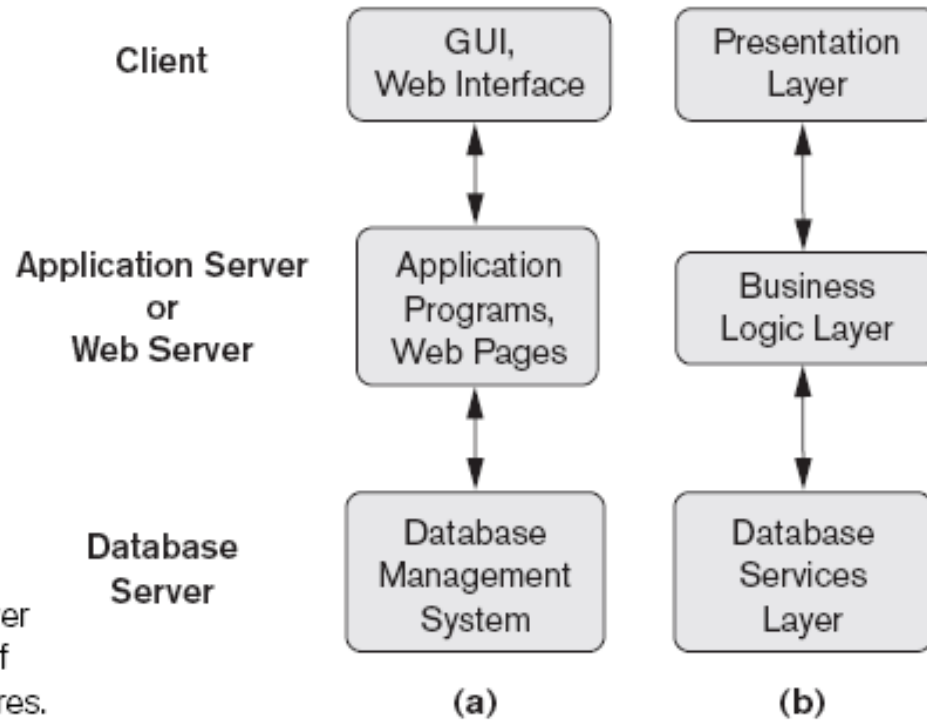 Client
GUI,
Web Interface
Presentation
Layer
Application Server
or
Web Server
Application
Programs,
Web Pages
Business
Logic Layer
Database
Server
Database
Management
System
Database
Services
Layer
(a)
(b)